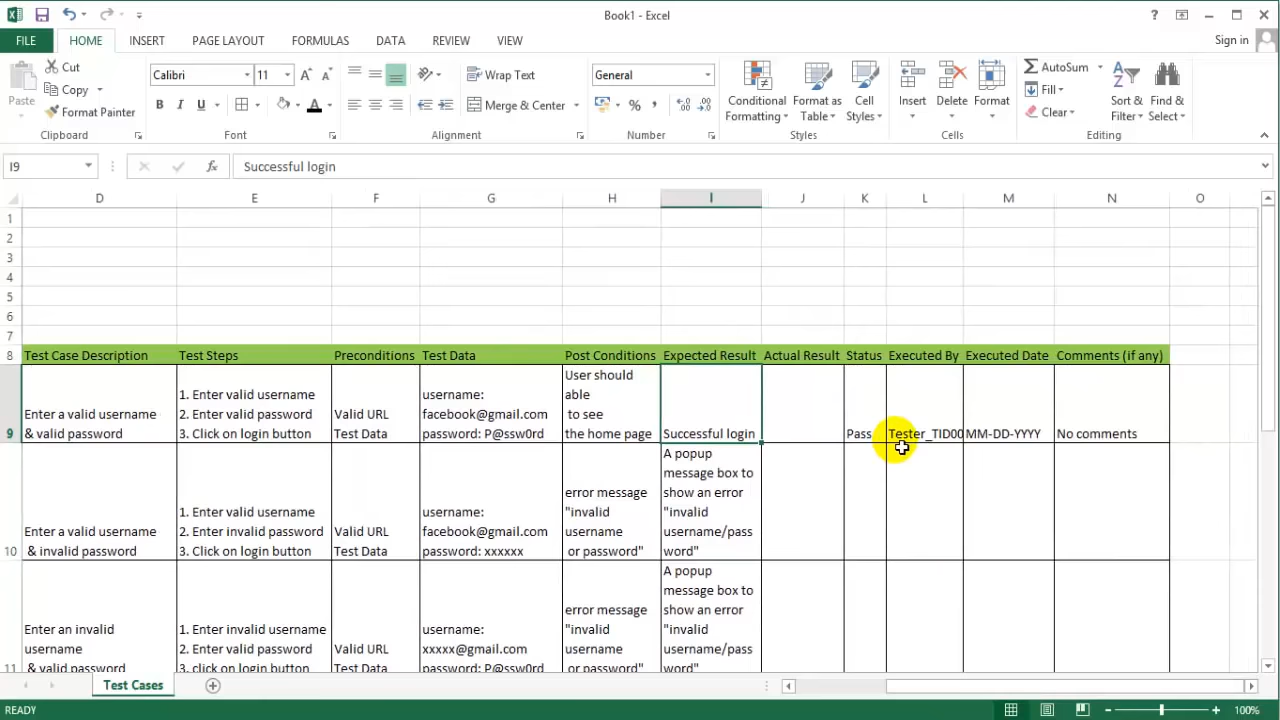 Book1 - Excel
Sign in
FILE HOME INSERT PAGE LAYOUT FORMULAS DATA REVIEW VIEW
Paste
Cut
Copy
Format Painter
Clipboard
Calibri 11
B I U
Font
Wrap Text
Merge & Center
Alignment
General
Number
Conditional
Formatting
Format as
Table
Cell
Styles
Styles
Insert
Delete
Format
Cells
AutoSum
Fill
Clear
Sort &
Filter
Find &
Select
Editing
I9 fx Successful login
D E F G H I J K L M N O
1
2
3
4
5
6
7
8 Test Case Description Test Steps Preconditions Test Data Post Conditions Expected Result Actual Result Status Executed By Executed Date Comments (if any)
9
Enter a valid username
& valid password
1. Enter valid username
2. Enter valid password
3. Click on login button
Valid URL
Test Data
username:
facebook@gmail.com
password: P@ssw0rd
User should
able
to see
the home page
Successful login
Pass
Tester_TID00
MM-DD-YYYY
No comments
10
Enter a valid username
& invalid password
1. Enter valid username
2. Enter invalid password
3. Click on login button
Valid URL
Test Data
username:
facebook@gmail.com
password: xxxxxx
error message
"invalid
username
or password"
A popup
message box to
show an error
"invalid
username/pass
word"
11
Enter an invalid
username
& valid password
1. Enter invalid username
2. Enter valid password
3. click on login button
Valid URL
Test Data
username:
xxxxx@gmail.com
password: P@ssw0rd
error message
"invalid
username
or password"
A popup
message box to
show an error
"invalid
username/pass
word"
Test Cases
READY
100%